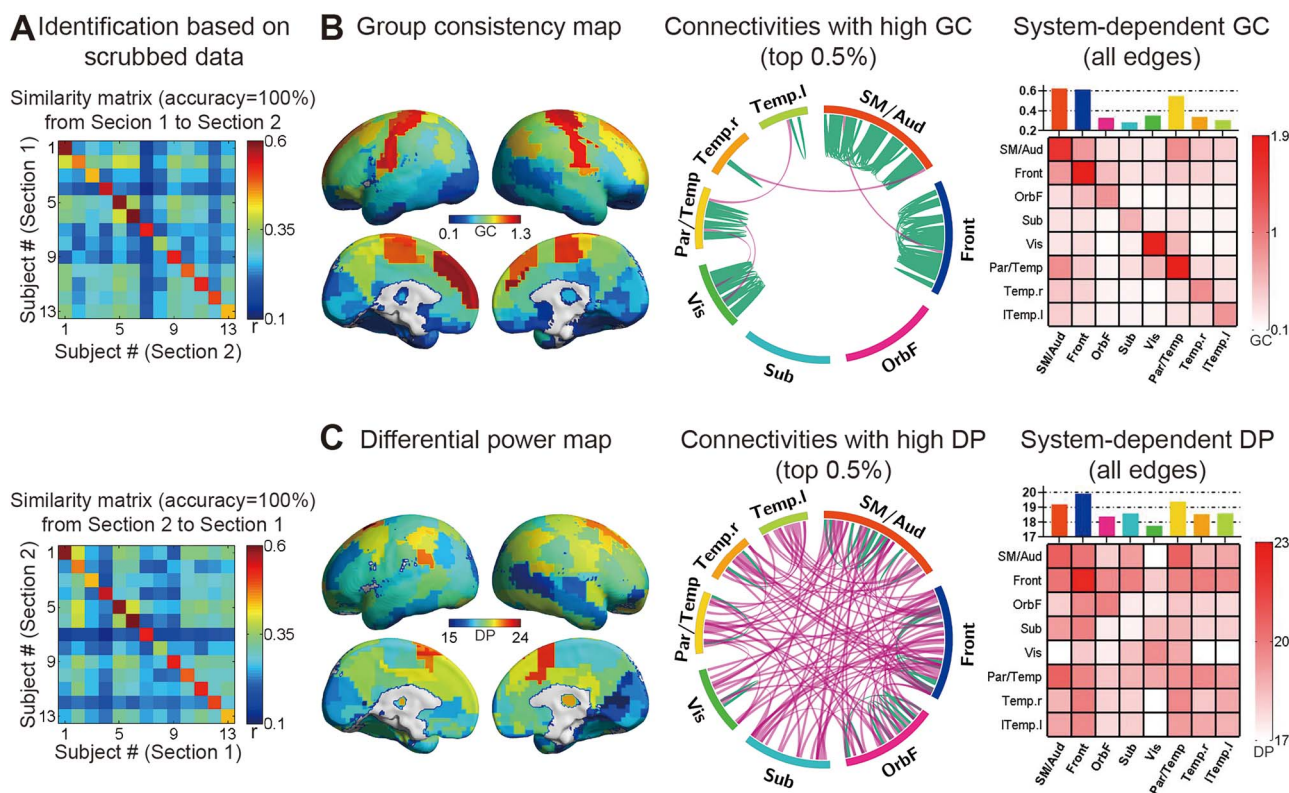 A Identification based on
scrubbed data
Similarity matrix (accuracy=100%)
from Secion 1 to Section 2
Subject # (Section 1)
1
5
9
13
1 5 9 13
Subject # (Section 2)
0.6
0.35
0.1
r
B Group consistency map
0.1 GC 1.3
Connectivities with high GC
(top 0.5%)
Temp.l
SM/Aud
Temp.r
Par/Temp
Front
Vis
Sub
OrbF
System-dependent GC
(all edges)
0.6
0.4
0.2
SM/Aud
Front
OrbF
Sub
Vis
Par/Temp
Temp.r
lTemp.l
SM/Aud Front OrbF Sub Vis Par/Temp Temp.r lTemp.l
1.9
1
0.1
GC
Similarity matrix (accuracy=100%)
from Section 2 to Section 1
Subject # (Section 2)
1
5
9
13
1 5 9 13
Subject # (Section 1)
0.6
0.35
0.1
r
C Differential power map
15 DP 24
Connectivities with high DP
(top 0.5%)
Temp.l
SM/Aud
Temp.r
Par/Temp
Front
Vis
Sub
OrbF
System-dependent DP
(all edges)
20
19
18
17
SM/Aud
Front
OrbF
Sub
Vis
Par/Temp
Temp.r
lTemp.l
SM/Aud Front OrbF Sub Vis Par/Temp Temp.r lTemp.l
23
20
17
DP